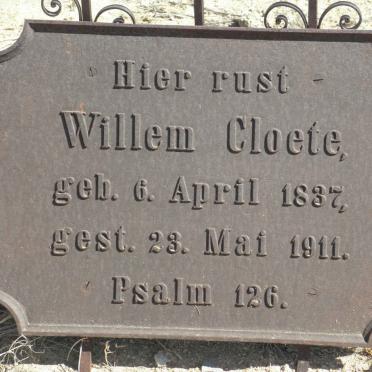 Hier rust
Willem Cloete,
geb. 6. April 1837,
gest. 23. Mai 1911.
Psalm 126.